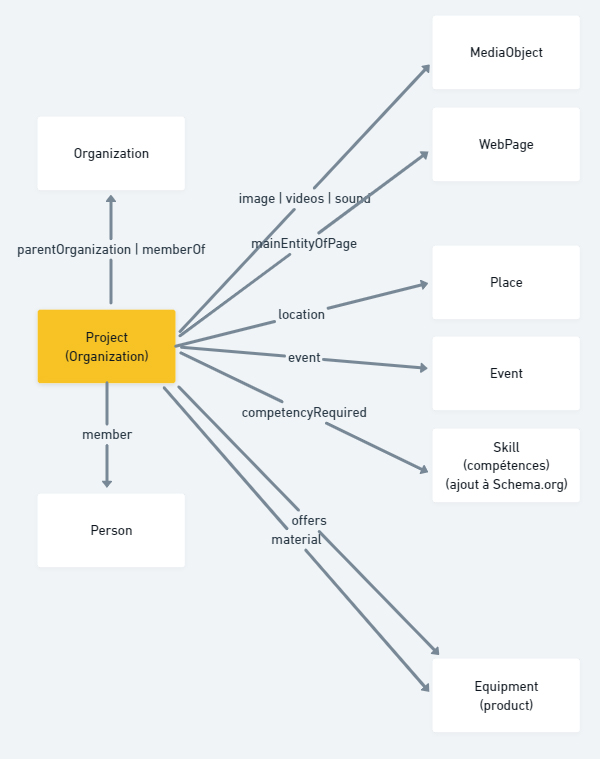 MediaObject
Organization
WebPage
image | videos | sound
mainEntityOfPage
parentOrganization | memberOf
Place
location
Project
(Organization)
event
Event
competencyRequired
member
Skill
(compétences)
(ajout à Schema.org)
Person
offers
material
Equipment
(product)